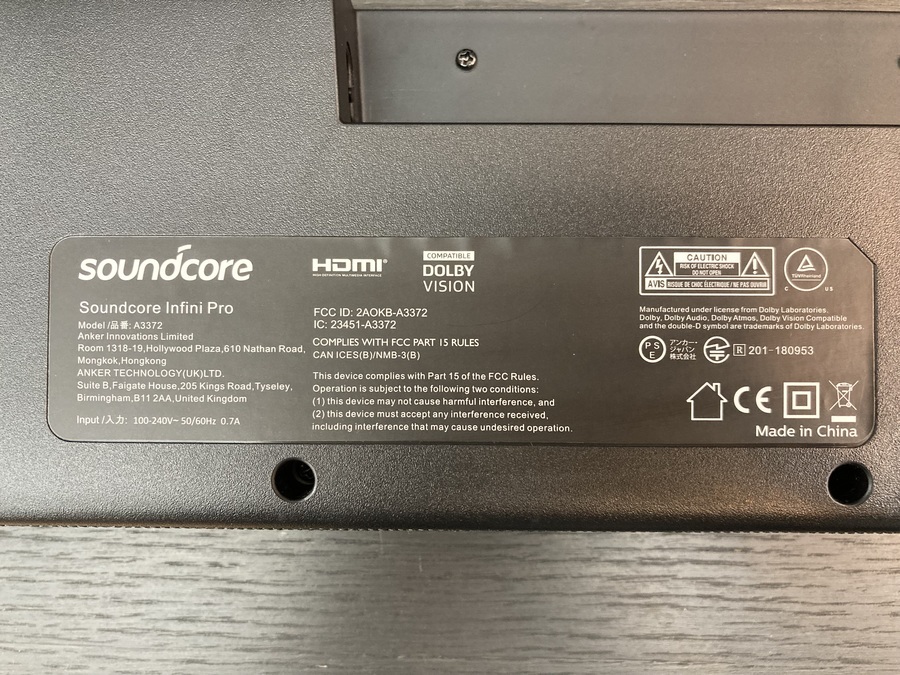 soundcore
Soundcore Infini Pro
Model /品番: A3372
Anker Innovations Limited
Room 1318-19,Hollywood Plaza,610 Nathan Road,
Mongkok,Hongkong
ANKER TECHNOLOGY(UK)LTD.
Suite B,Faigate House,205 Kings Road,Tyseley,
Birmingham,B11 2AA,United Kingdom
Input /入力: 100-240V~ 50/60Hz 0.7A
HDMI
HIGH-DEFINITION MULTIMEDIA INTERFACE
COMPATIBLE
DOLBY
VISION
FCC ID: 2AOKB-A3372
IC: 23451-A3372
COMPLIES WITH FCC PART 15 RULES
CAN ICES(B)/NMB-3(B)
This device complies with Part 15 of the FCC Rules.
Operation is subject to the following two conditions:
(1) this device may not cause harmful interference, and
(2) this device must accept any interference received,
including interference that may cause undesired operation.
CAUTION
RISK OF ELECTRIC SHOCK
DO NOT OPEN
AVIS RISQUE DE CHOC ÉLECTRIQUE / NE PAS OUVRIR
TÜVRheinland
C US
Manufactured under license from Dolby Laboratories.
Dolby, Dolby Audio, Dolby Atmos, Dolby Vision Compatible
and the double-D symbol are trademarks of Dolby Laboratories.
PSE
アンカー・
ジャパン
株式会社
R 201-180953
CE
Made in China